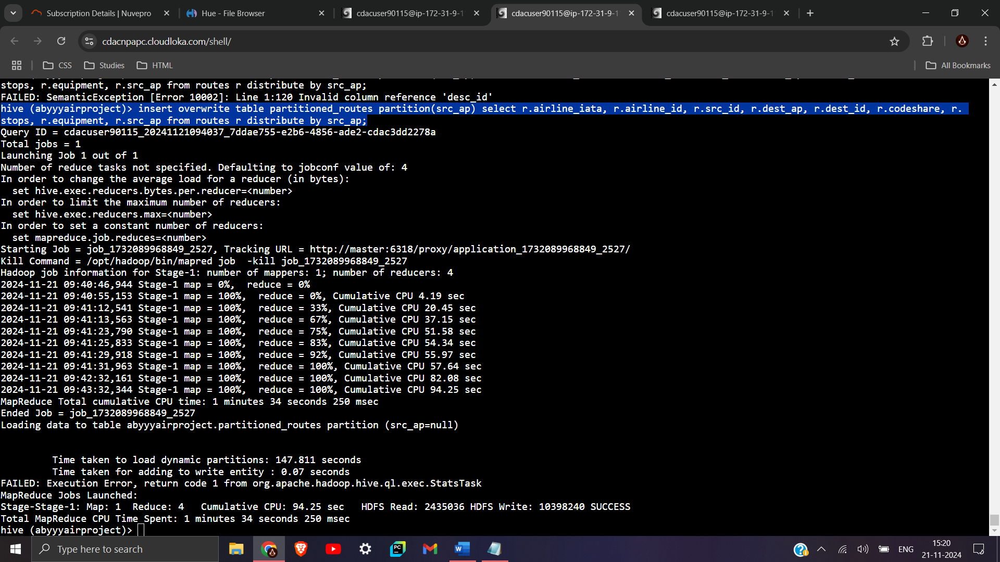 Subscription Details | Nuvepro
Hue - File Browser
cdacuser90115@ip-172-31-9-1
cdacuser90115@ip-172-31-9-1
cdacuser90115@ip-172-31-9-1
cdacnpapc.cloudloka.com/shell/
CSS
Studies
HTML
All Bookmarks
stops, r.equipment, r.src_ap from routes r distribute by src_ap;
FAILED: SemanticException [Error 10002]: Line 1:120 Invalid column reference 'desc_id'
hive (abyyyairproject)> insert overwrite table partitioned_routes partition(src_ap) select r.airline_iata, r.airline_id, r.src_id, r.dest_ap, r.dest_id, r.codeshare, r.
stops, r.equipment, r.src_ap from routes r distribute by src_ap;
Query ID = cdacuser90115_20241121094037_7ddae755-e2b6-4856-ade2-cdac3dd2278a
Total jobs = 1
Launching Job 1 out of 1
Number of reduce tasks not specified. Defaulting to jobconf value of: 4
In order to change the average load for a reducer (in bytes):
  set hive.exec.reducers.bytes.per.reducer=<number>
In order to limit the maximum number of reducers:
  set hive.exec.reducers.max=<number>
In order to set a constant number of reducers:
  set mapreduce.job.reduces=<number>
Starting Job = job_1732089968849_2527, Tracking URL = http://master:6318/proxy/application_1732089968849_2527/
Kill Command = /opt/hadoop/bin/mapred job  -kill job_1732089968849_2527
Hadoop job information for Stage-1: number of mappers: 1; number of reducers: 4
2024-11-21 09:40:46,944 Stage-1 map = 0%,  reduce = 0%
2024-11-21 09:40:55,153 Stage-1 map = 100%,  reduce = 0%, Cumulative CPU 4.19 sec
2024-11-21 09:41:12,541 Stage-1 map = 100%,  reduce = 33%, Cumulative CPU 20.45 sec
2024-11-21 09:41:13,563 Stage-1 map = 100%,  reduce = 67%, Cumulative CPU 37.15 sec
2024-11-21 09:41:23,790 Stage-1 map = 100%,  reduce = 75%, Cumulative CPU 51.58 sec
2024-11-21 09:41:25,833 Stage-1 map = 100%,  reduce = 83%, Cumulative CPU 54.34 sec
2024-11-21 09:41:29,918 Stage-1 map = 100%,  reduce = 92%, Cumulative CPU 55.97 sec
2024-11-21 09:41:31,963 Stage-1 map = 100%,  reduce = 100%, Cumulative CPU 57.64 sec
2024-11-21 09:42:32,161 Stage-1 map = 100%,  reduce = 100%, Cumulative CPU 82.08 sec
2024-11-21 09:43:32,344 Stage-1 map = 100%,  reduce = 100%, Cumulative CPU 94.25 sec
MapReduce Total cumulative CPU time: 1 minutes 34 seconds 250 msec
Ended Job = job_1732089968849_2527
Loading data to table abyyyairproject.partitioned_routes partition (src_ap=null)
Time taken to load dynamic partitions: 147.811 seconds
Time taken for adding to write entity : 0.07 seconds
FAILED: Execution Error, return code 1 from org.apache.hadoop.hive.ql.exec.StatsTask
MapReduce Jobs Launched:
Stage-Stage-1: Map: 1  Reduce: 4   Cumulative CPU: 94.25 sec   HDFS Read: 2435036 HDFS Write: 10398240 SUCCESS
Total MapReduce CPU Time Spent: 1 minutes 34 seconds 250 msec
hive (abyyyairproject)>
Type here to search
ENG
15:20
21-11-2024